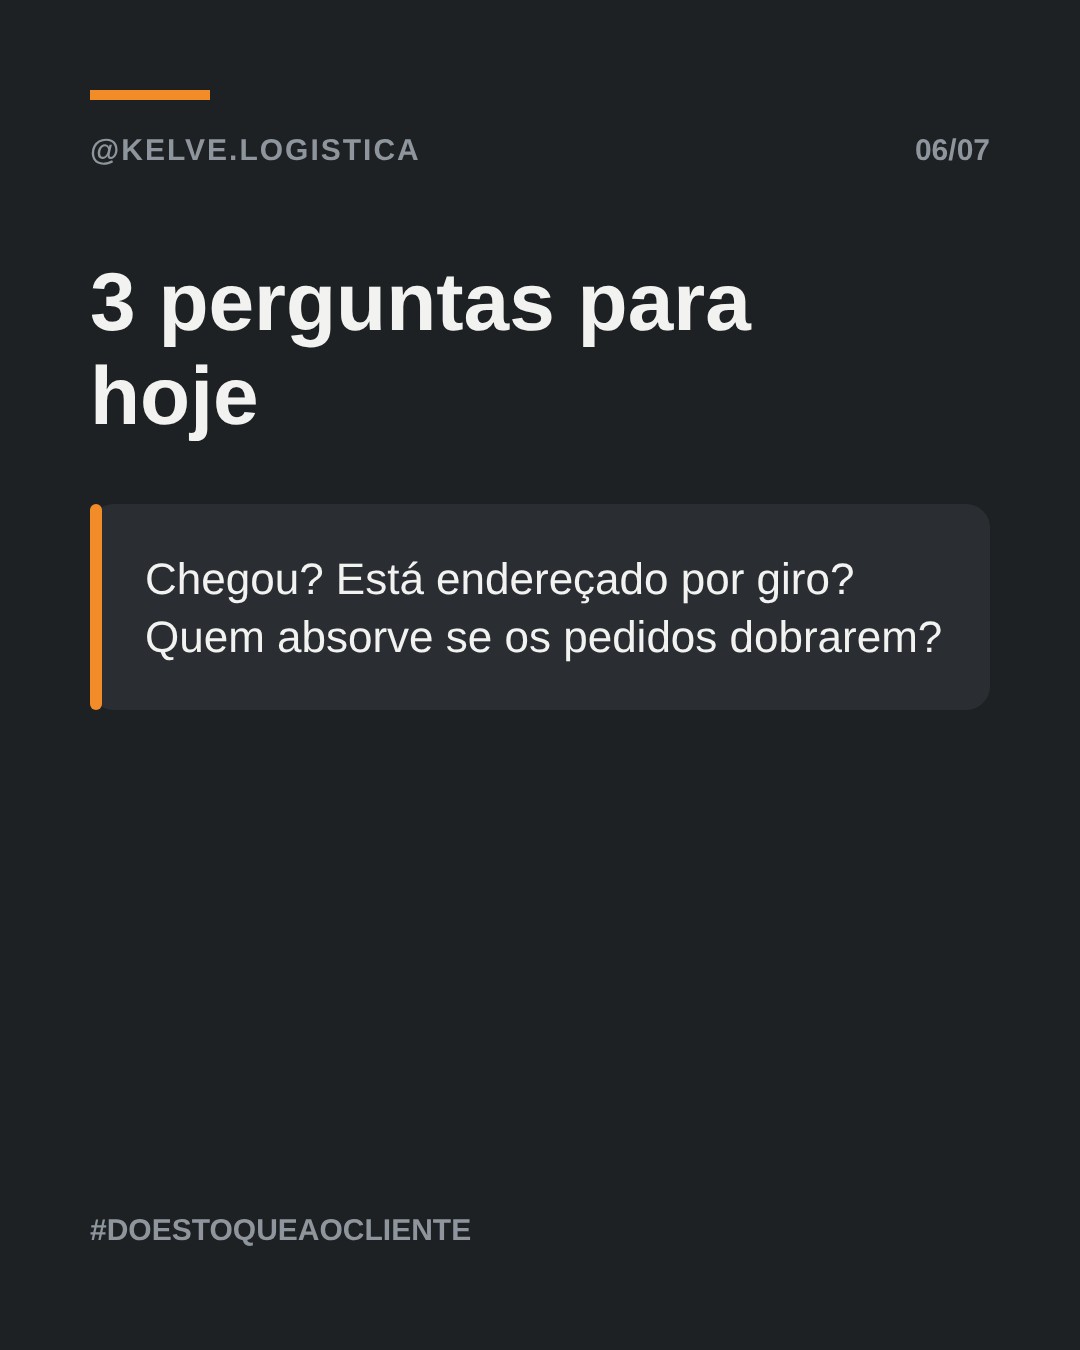 @KELVE.LOGISTICA
06/07
3 perguntas para
hoje
Chegou? Está endereçado por giro?
Quem absorve se os pedidos dobrarem?
#DOESTOQUEAOCLIENTE